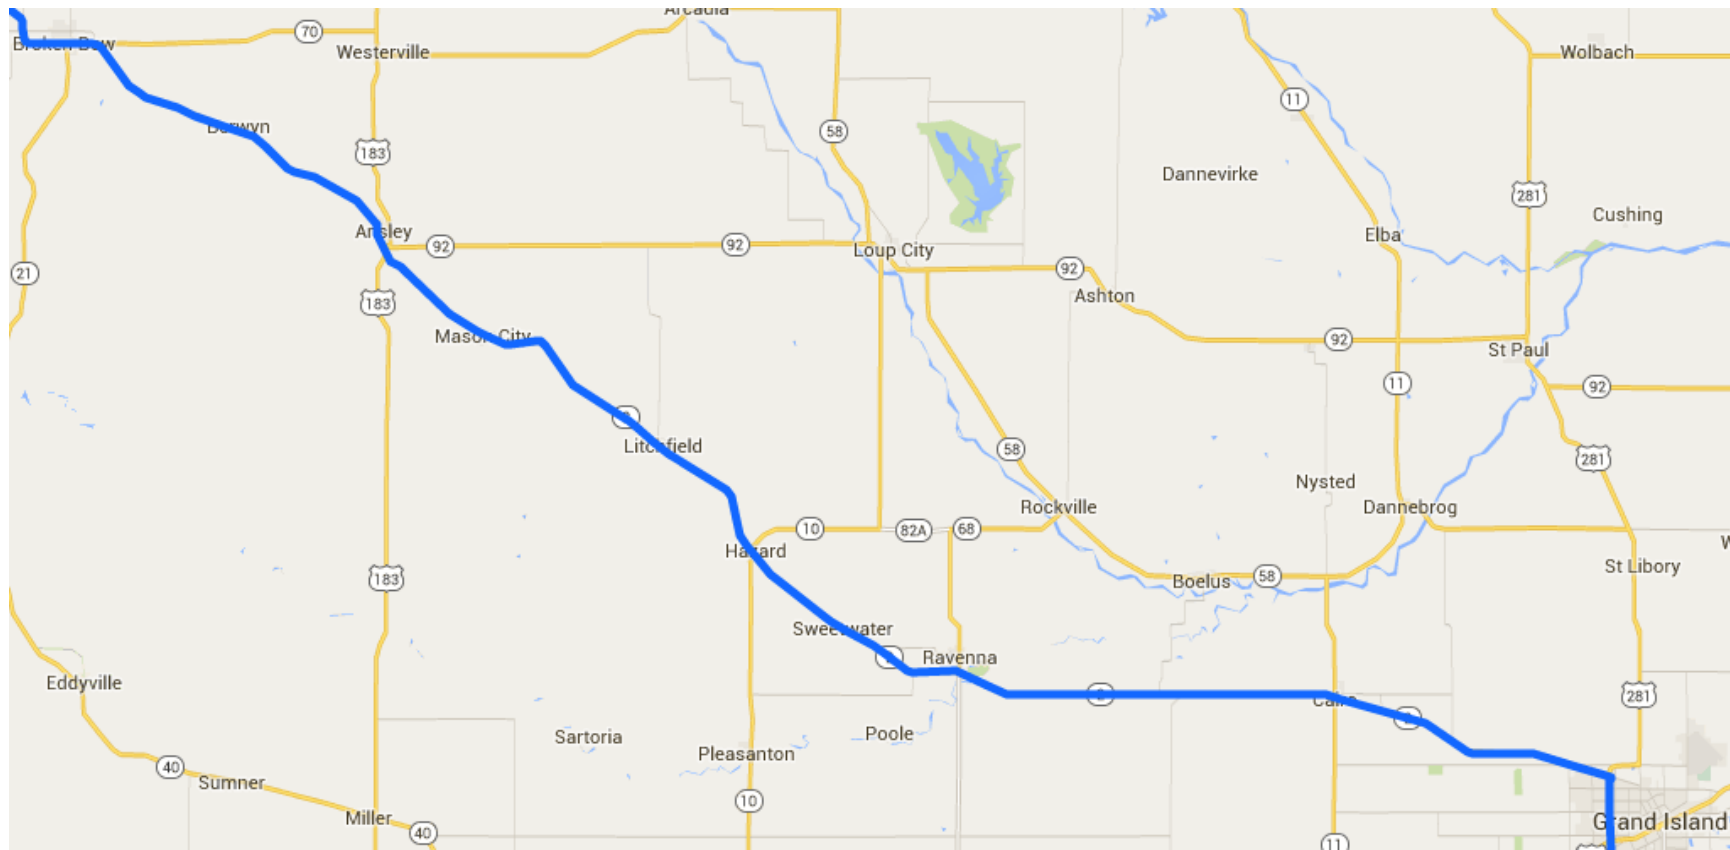 Arcadia
70
Broken Bow
Westerville
Wolbach
11
58
Berwyn
183
Dannevirke
281
Cushing
Ansley
92
92
Loup City
Elba
21
92
Ashton
183
Mason City
92
St Paul
11
92
Litchfield
58
281
Nysted
Rockville
Dannebrog
10
82A
68
Hazard
St Libory
183
Boelus
58
Sweetwater
Ravenna
Eddyville
281
Cairo
2
Sartoria
Poole
Pleasanton
40
Sumner
10
Miller
40
Grand Island
11